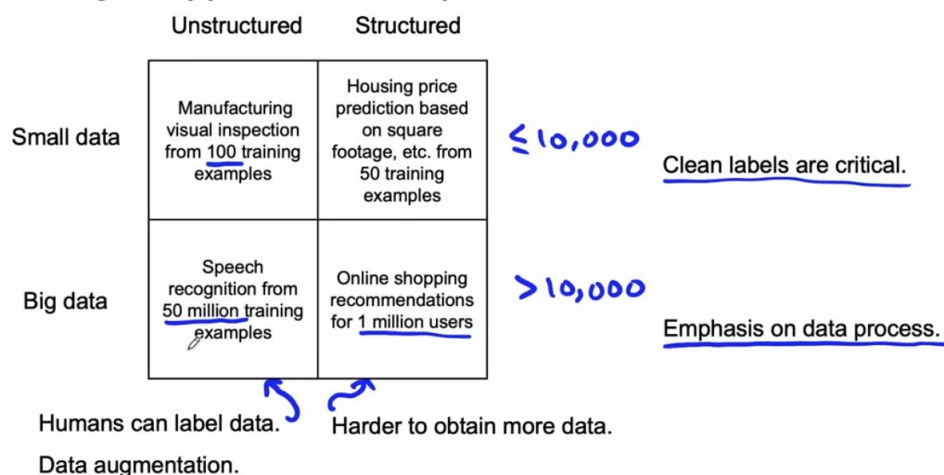 Unstructured Structured
Small data
Manufacturing
visual inspection
from 100 training
examples
Housing price
prediction based
on square
footage, etc. from
50 training
examples
≤10,000
Clean labels are critical.
Big data
Speech
recognition from
50 million training
examples
Online shopping
recommendations
for 1 million users
>10,000
Emphasis on data process.
Humans can label data.
Data augmentation.
Harder to obtain more data.